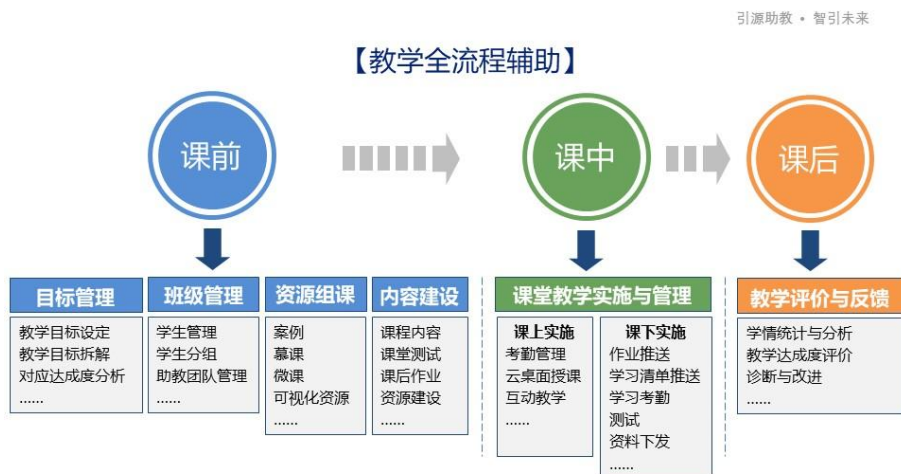 引源助教 • 智引未来
【教学全流程辅助】
课前
课中
课后
目标管理
教学目标设定
教学目标拆解
对应达成度分析
......
班级管理
学生管理
学生分组
助教团队管理
......
资源组课
案例
慕课
微课
可视化资源
......
内容建设
课程内容
课堂测试
课后作业
资源建设
......
课堂教学实施与管理
课上实施
考勤管理
云桌面授课
互动教学
......
课下实施
作业推送
学习清单推送
学习考勤
测试
资料下发
......
教学评价与反馈
学情统计与分析
教学达成度评价
诊断与改进
......